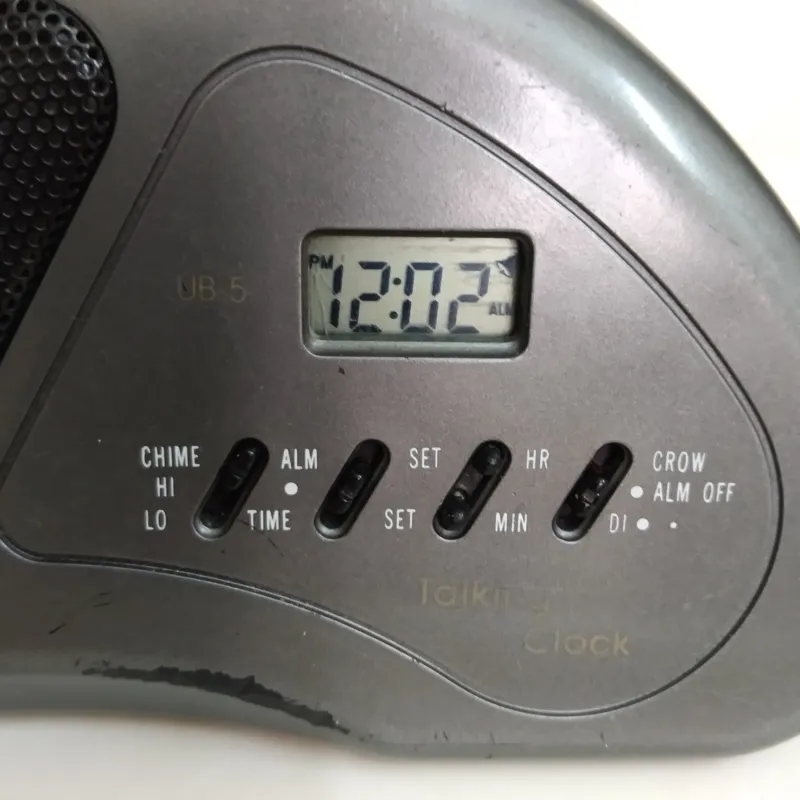 UB-5
PM 12:02 ALM
CHIME ALM SET HR CROW
HI ALM OFF
LO TIME SET MIN DI
Talking
Clock